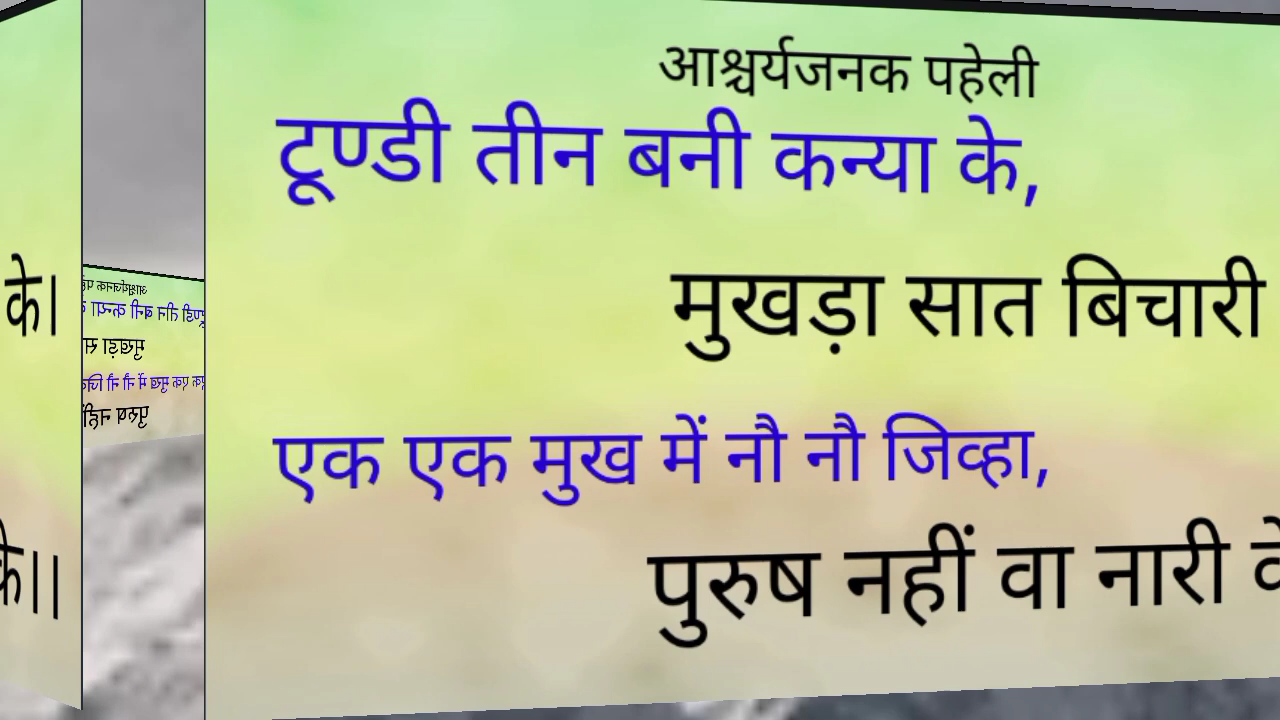 आश्चर्यजनक पहेली
टूण्डी तीन बनी कन्या के,
मुखड़ा सात बिचारी
एक एक मुख में नौ नौ जिव्हा,
पुरुष नहीं वा नारी के
के।
के।।